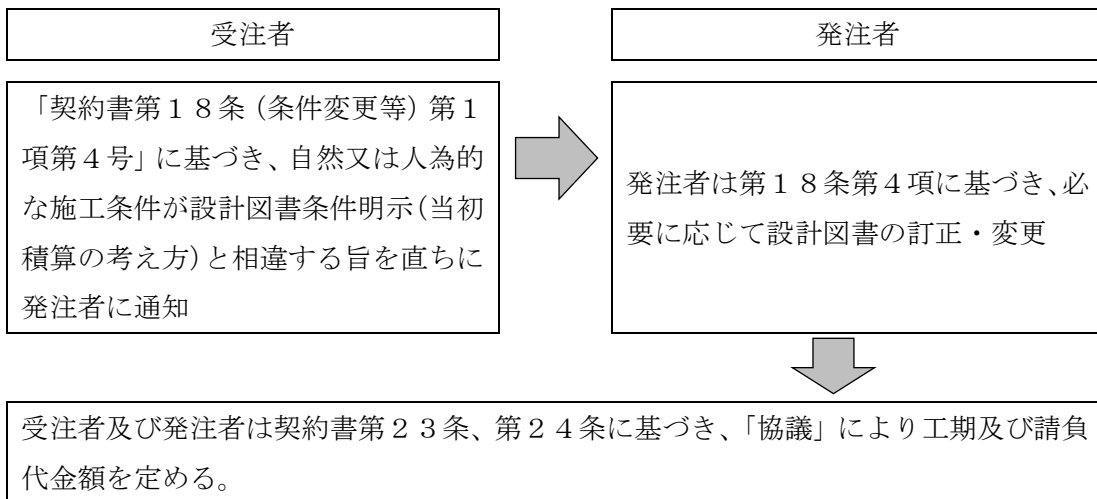 受注者
発注者
「契約書第１８条（条件変更等）第１
項第４号」に基づき、自然又は人為的
な施工条件が設計図書条件明示（当初
積算の考え方）と相違する旨を直ちに
発注者に通知
発注者は第１８条第４項に基づき、必
要に応じて設計図書の訂正・変更
受注者及び発注者は契約書第２３条、第２４条に基づき、「協議」により工期及び請負
代金額を定める。